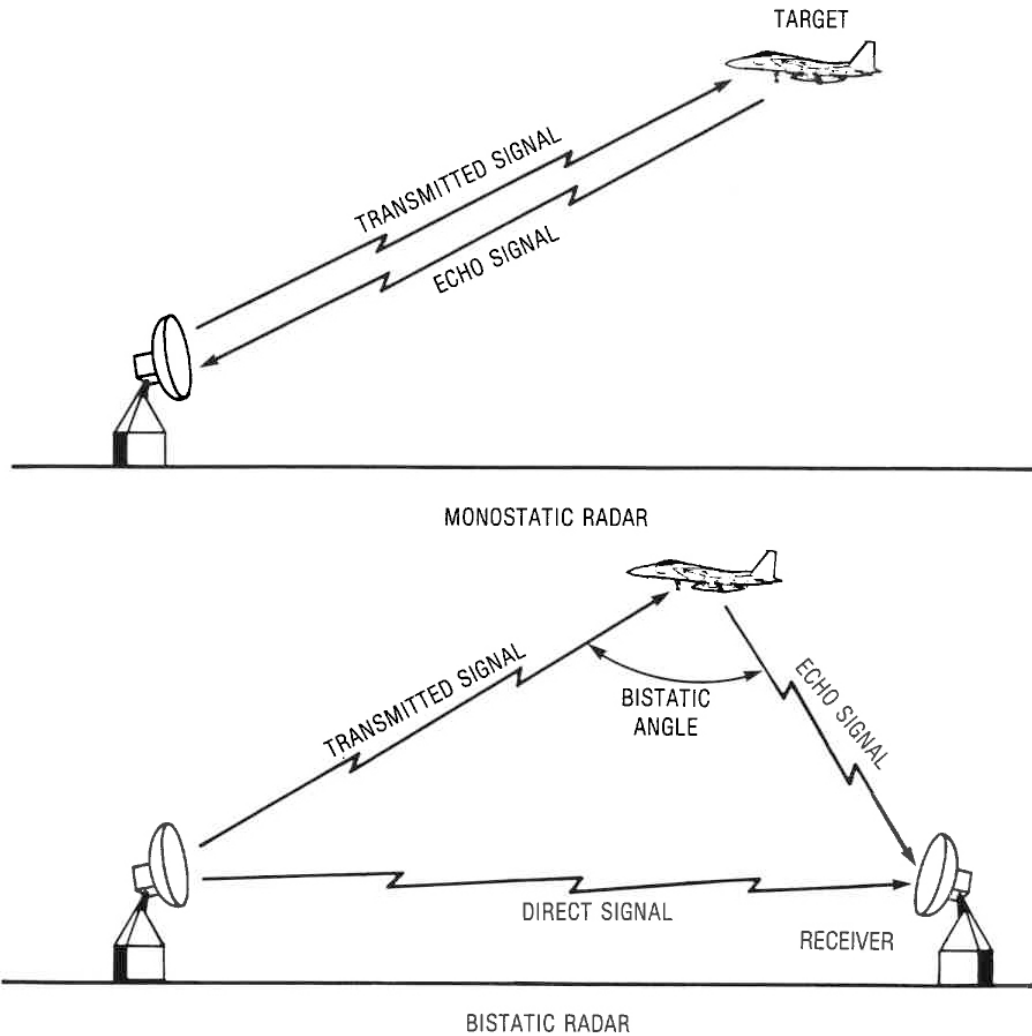 TARGET
TRANSMITTED SIGNAL
ECHO SIGNAL
MONOSTATIC RADAR
TRANSMITTED SIGNAL
BISTATIC
ANGLE
ECHO SIGNAL
DIRECT SIGNAL
RECEIVER
BISTATIC RADAR